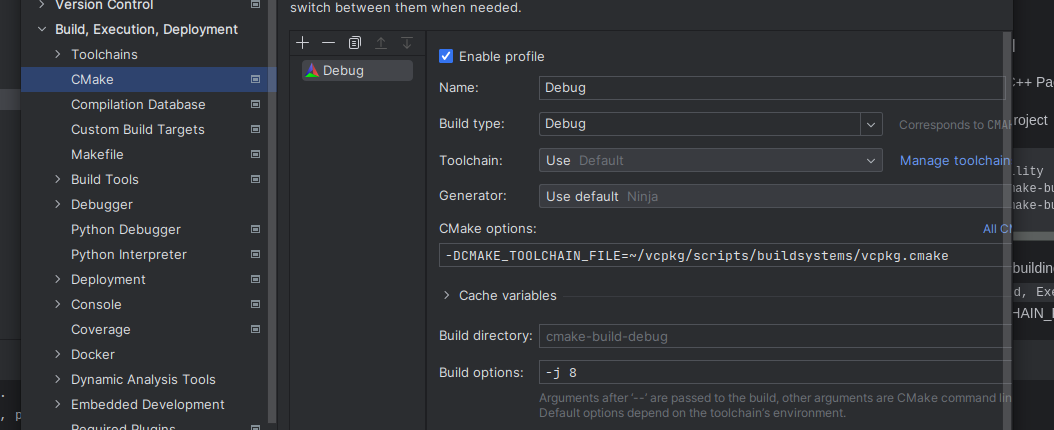 Version Control
Build, Execution, Deployment
Toolchains
CMake
Compilation Database
Custom Build Targets
Makefile
Build Tools
Debugger
Python Debugger
Python Interpreter
Deployment
Console
Coverage
Docker
Dynamic Analysis Tools
Embedded Development
Required Plugins
switch between them when needed.
Debug
Enable profile
Name: Debug
Build type: Debug Corresponds to CMAK
Toolchain: Use Default Manage toolchain
Generator: Use default Ninja
CMake options: All CM
-DCMAKE_TOOLCHAIN_FILE=~/vcpkg/scripts/buildsystems/vcpkg.cmake
Cache variables
Build directory: cmake-build-debug
Build options: -j 8
Arguments after '--' are passed to the build, other arguments are CMake command lin
Default options depend on the toolchain's environment.
C++ Pac
roject
ility
make-bu
make-bu
building
d, Exe
HAIN_F
, p